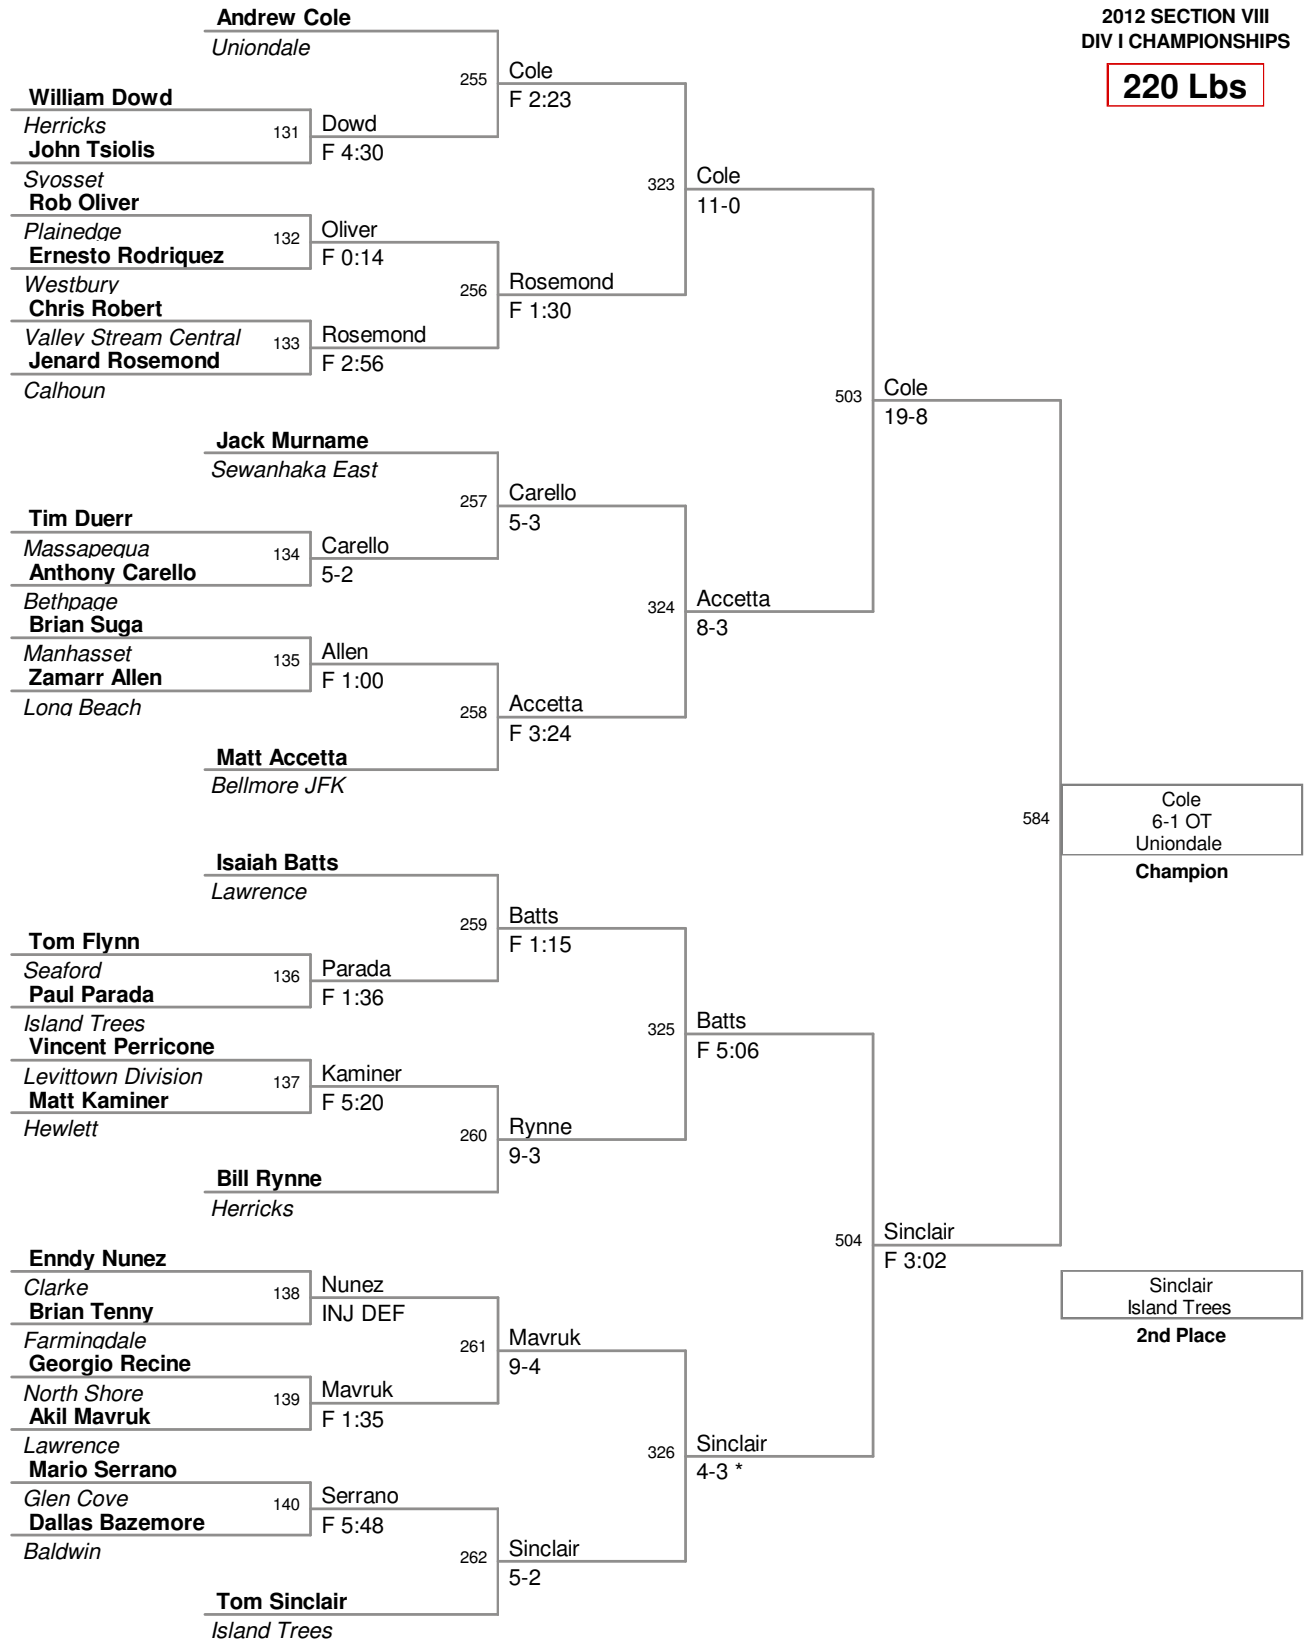 2012 SECTION VIII
DIV I CHAMPIONSHIPS
220 Lbs
Andrew Cole
Uniondale
255
Cole
F 2:23
William Dowd
Herricks
131
Dowd
F 4:30
John Tsiolis
Syosset
323
Cole
11-0
Rob Oliver
Plainedge
132
Oliver
F 0:14
Ernesto Rodriquez
Westbury
256
Rosemond
F 1:30
Chris Robert
Valley Stream Central
133
Rosemond
F 2:56
Jenard Rosemond
Calhoun
503
Cole
19-8
Jack Murname
Sewanhaka East
257
Carello
5-3
Tim Duerr
Massapequa
134
Carello
5-2
Anthony Carello
Bethpage
324
Accetta
8-3
Brian Suga
Manhasset
135
Allen
F 1:00
Zamarr Allen
Long Beach
258
Accetta
F 3:24
Matt Accetta
Bellmore JFK
584
Cole
6-1 OT
Uniondale
Champion
Isaiah Batts
Lawrence
259
Batts
F 1:15
Tom Flynn
Seaford
136
Parada
F 1:36
Paul Parada
Island Trees
325
Batts
F 5:06
Vincent Perricone
Levittown Division
137
Kaminer
F 5:20
Matt Kaminer
Hewlett
260
Rynne
9-3
Bill Rynne
Herricks
504
Sinclair
F 3:02
Enndy Nunez
Clarke
138
Nunez
INJ DEF
Brian Tenny
Farmingdale
261
Mavruk
9-4
Sinclair
Island Trees
2nd Place
Georgio Recine
North Shore
139
Mavruk
F 1:35
Akil Mavruk
Lawrence
326
Sinclair
4-3 *
Mario Serrano
Glen Cove
140
Serrano
F 5:48
Dallas Bazemore
Baldwin
262
Sinclair
5-2
Tom Sinclair
Island Trees